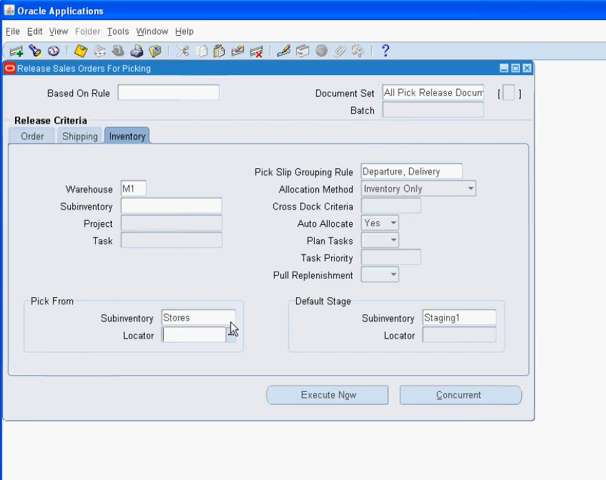 Oracle Applications
File Edit View Folder Tools Window Help
Release Sales Orders For Picking
Based On Rule
Document Set All Pick Release Docum [ ]
Batch
Release Criteria
Order Shipping Inventory
Pick Slip Grouping Rule Departure, Delivery
Warehouse M1 Allocation Method Inventory Only
Subinventory Cross Dock Criteria
Project Auto Allocate Yes
Task Plan Tasks
Task Priority
Pull Replenishment
Pick From Default Stage
Subinventory Stores Subinventory Staging1
Locator Locator
Execute Now Concurrent